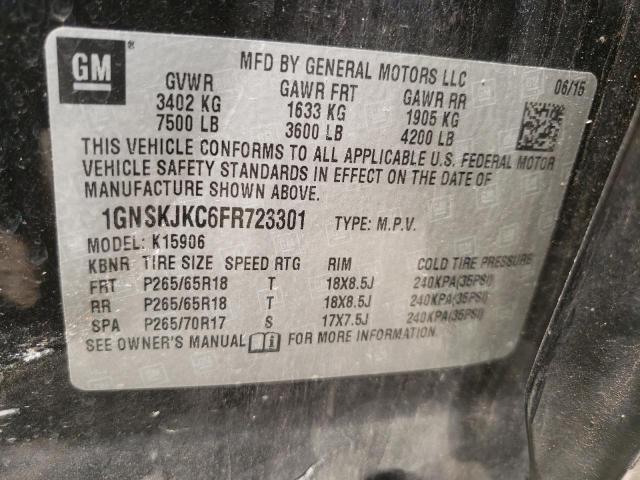 GM
MFD BY GENERAL MOTORS LLC
06/15
GVWR GAWR FRT GAWR RR
3402 KG 1633 KG 1905 KG
7500 LB 3600 LB 4200 LB
THIS VEHICLE CONFORMS TO ALL APPLICABLE U.S. FEDERAL MOTOR
VEHICLE SAFETY STANDARDS IN EFFECT ON THE DATE OF
MANUFACTURE SHOWN ABOVE.
1GNSKJKC6FR723301 TYPE: M.P.V.
MODEL: K15906
KBNR TIRE SIZE SPEED RTG RIM COLD TIRE PRESSURE
FRT P265/65R18 T 18X8.5J 240KPA(35PSI)
RR P265/65R18 T 18X8.5J 240KPA(35PSI)
SPA P265/70R17 S 17X7.5J 240KPA(35PSI)
SEE OWNER'S MANUAL FOR MORE INFORMATION.